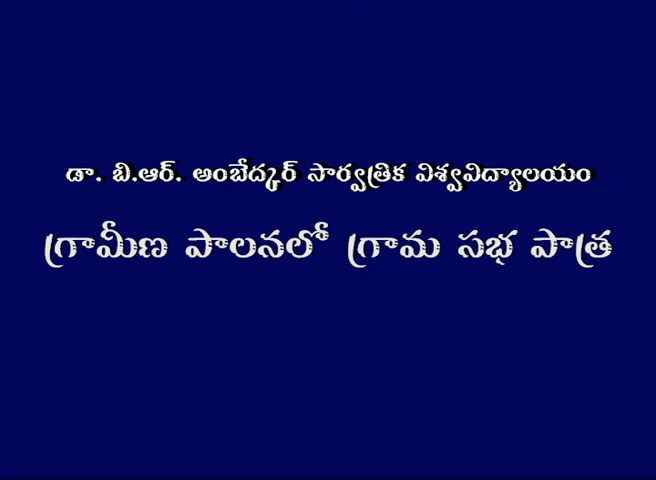 డా. బి.ఆర్. అంబేద్కర్ సార్వత్రిక విశ్వవిద్యాలయం
గ్రామీణ పాలనలో గ్రామ సభ పాత్ర